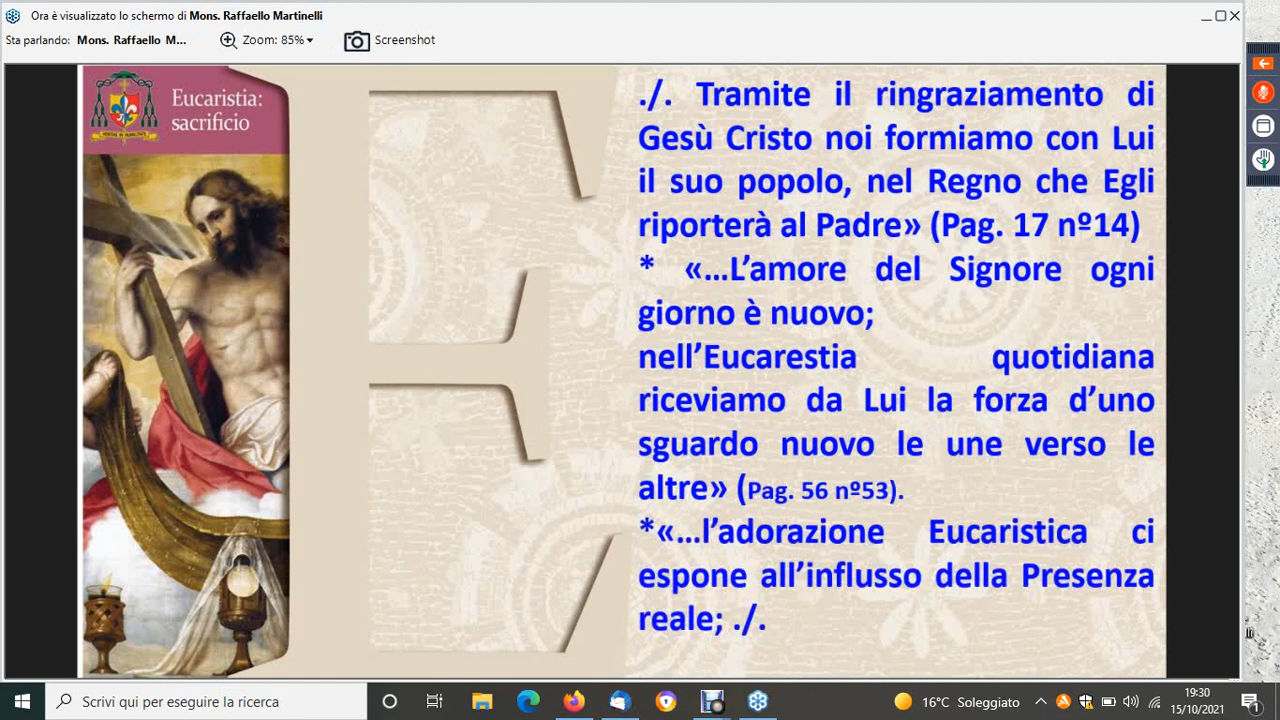 Ora è visualizzato lo schermo di Mons. Raffaello Martinelli
Sta parlando: Mons. Raffaello M...
Zoom: 85%
Screenshot
Eucaristia:
sacrificio
./. Tramite il ringraziamento di
Gesù Cristo noi formiamo con Lui
il suo popolo, nel Regno che Egli
riporterà al Padre» (Pag. 17 nº14)
* «…L’amore del Signore ogni
giorno è nuovo;
nell’Eucarestia quotidiana
riceviamo da Lui la forza d’uno
sguardo nuovo le une verso le
altre» (Pag. 56 nº53).
*«…l’adorazione Eucaristica ci
espone all’influsso della Presenza
reale; ./.
Scrivi qui per eseguire la ricerca
16°C Soleggiato
19:30
15/10/2021
1